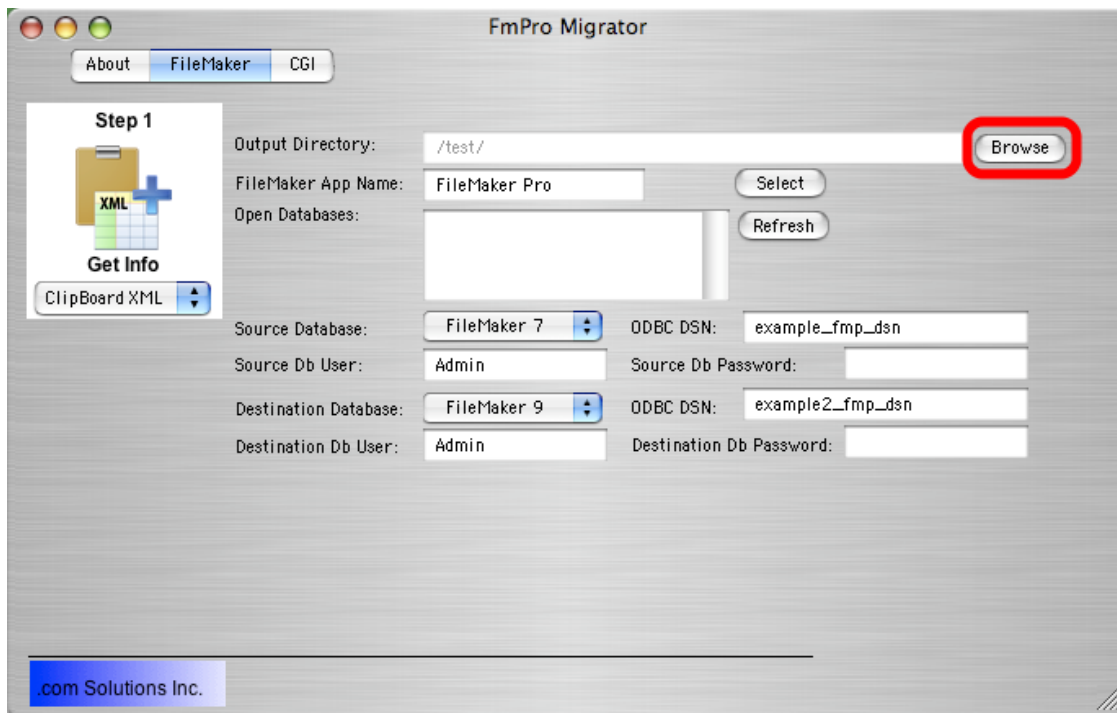 FmPro Migrator
About FileMaker CGI
Step 1
XML
Get Info
ClipBoard XML
Output Directory: /test/ Browse
FileMaker App Name: FileMaker Pro Select
Open Databases: Refresh
Source Database: FileMaker 7 ODBC DSN: example_fmp_dsn
Source Db User: Admin Source Db Password:
Destination Database: FileMaker 9 ODBC DSN: example2_fmp_dsn
Destination Db User: Admin Destination Db Password:
.com Solutions Inc.